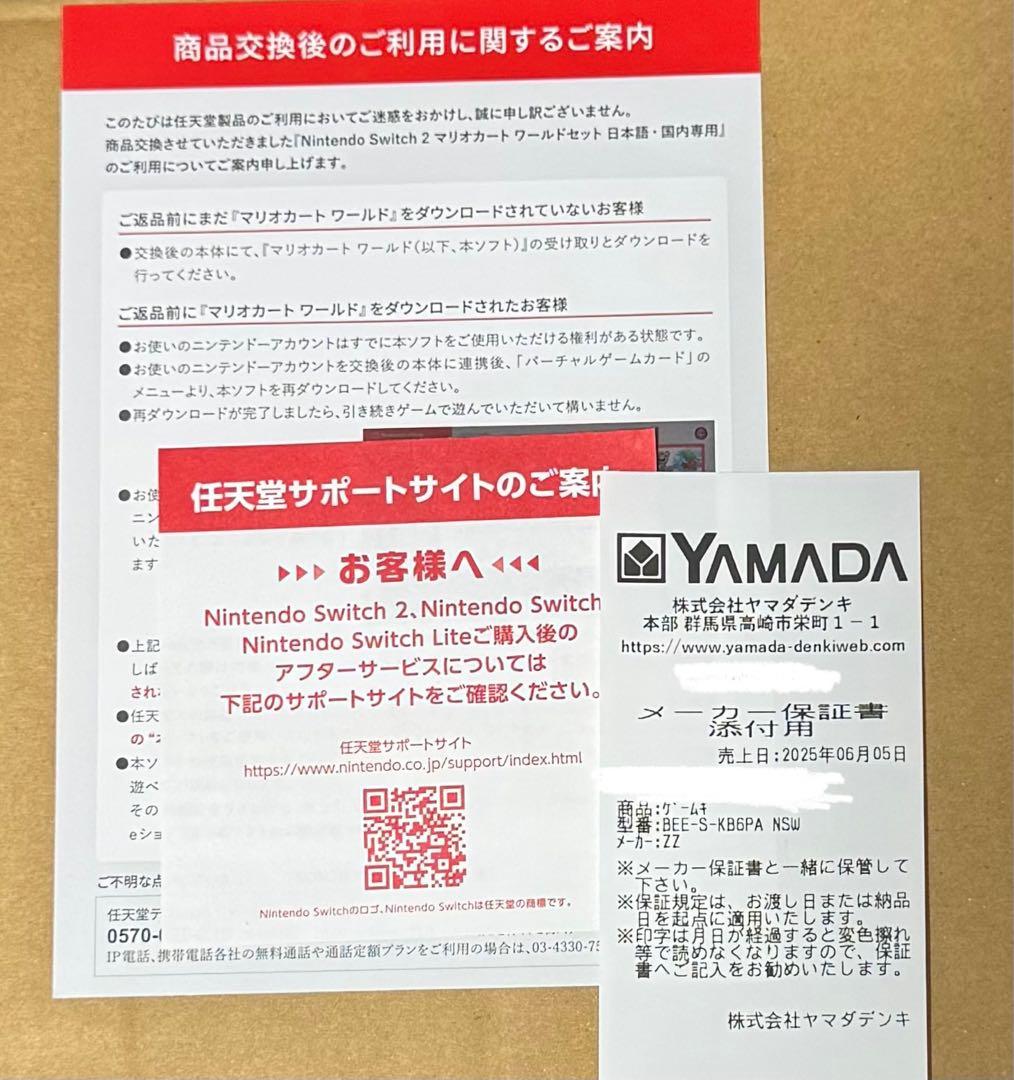 商品交換後のご利用に関するご案内
このたびは任天堂製品のご利用においてご迷惑をおかけし、誠に申し訳ございません。
商品交換させていただきました『Nintendo Switch 2 マリオカート ワールドセット 日本語・国内専用』
のご利用についてご案内申し上げます。
ご返品前にまだ『マリオカート ワールド』をダウンロードされていないお客様
●交換後の本体にて、『マリオカート ワールド(以下、本ソフト)』の受け取りとダウンロードを
行ってください。
ご返品前に『マリオカート ワールド』をダウンロードされたお客様
●お使いのニンテンドーアカウントはすでに本ソフトをご使用いただける権利がある状態です。
●お使いのニンテンドーアカウントを交換後の本体に連携後、「バーチャルゲームカード」の
メニューより、本ソフトを再ダウンロードしてください。
●再ダウンロードが完了しましたら、引き続きゲームで遊んでいただいて構いません。
●お使
ニン
いた
ます
●上記
しば
され
●任天
の"
●本ソ
遊べ
その
eショ
ご不明な点
任天堂テ
0570-
IP電話、携帯電話各社の無料通話や通話定額プランをご利用の場合は、03-4330-75
任天堂サポートサイトのご案内
▶▶▶ お客様へ ◀◀◀
Nintendo Switch 2、Nintendo Switch
Nintendo Switch Liteご購入後の
アフターサービスについては
下記のサポートサイトをご確認ください。
任天堂サポートサイト
https://www.nintendo.co.jp/support/index.html
Nintendo Switchのロゴ、Nintendo Switchは任天堂の商標です。
YAMADA
株式会社ヤマダデンキ
本部 群馬県高崎市栄町1-1
https://www.yamada-denkiweb.com
メーカー保証書
添付用
売上日:2025年06月05日
商品:ゲームキ
型番:BEE-S-KB6PA NSW
メーカー:ZZ
※メーカー保証書と一緒に保管して
下さい。
※保証規定は、お渡し日または納品
日を起点に適用いたします。
※印字は月日が経過すると変色擦れ
等で読めなくなりますので、保証
書へご記入をお勧めいたします。
株式会社ヤマダデンキ